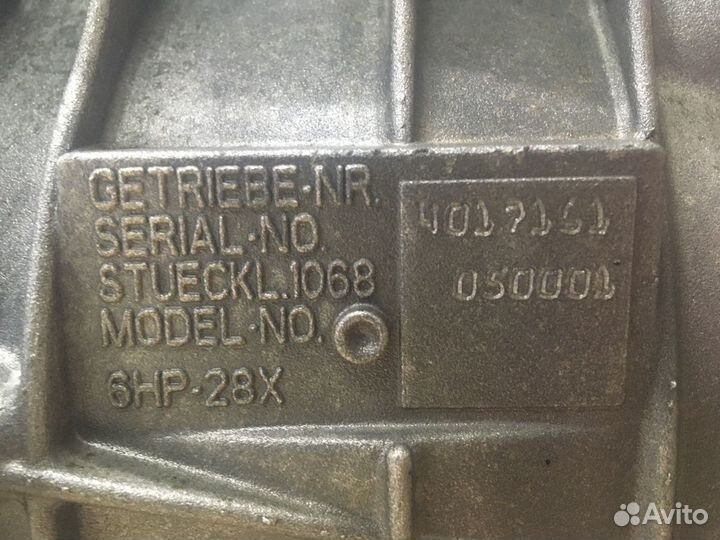 GETRIEBE·NR.
SERIAL·NO.
STUECKL.1068
MODEL·NO.
6HP·28X
4017161
050001
Avito